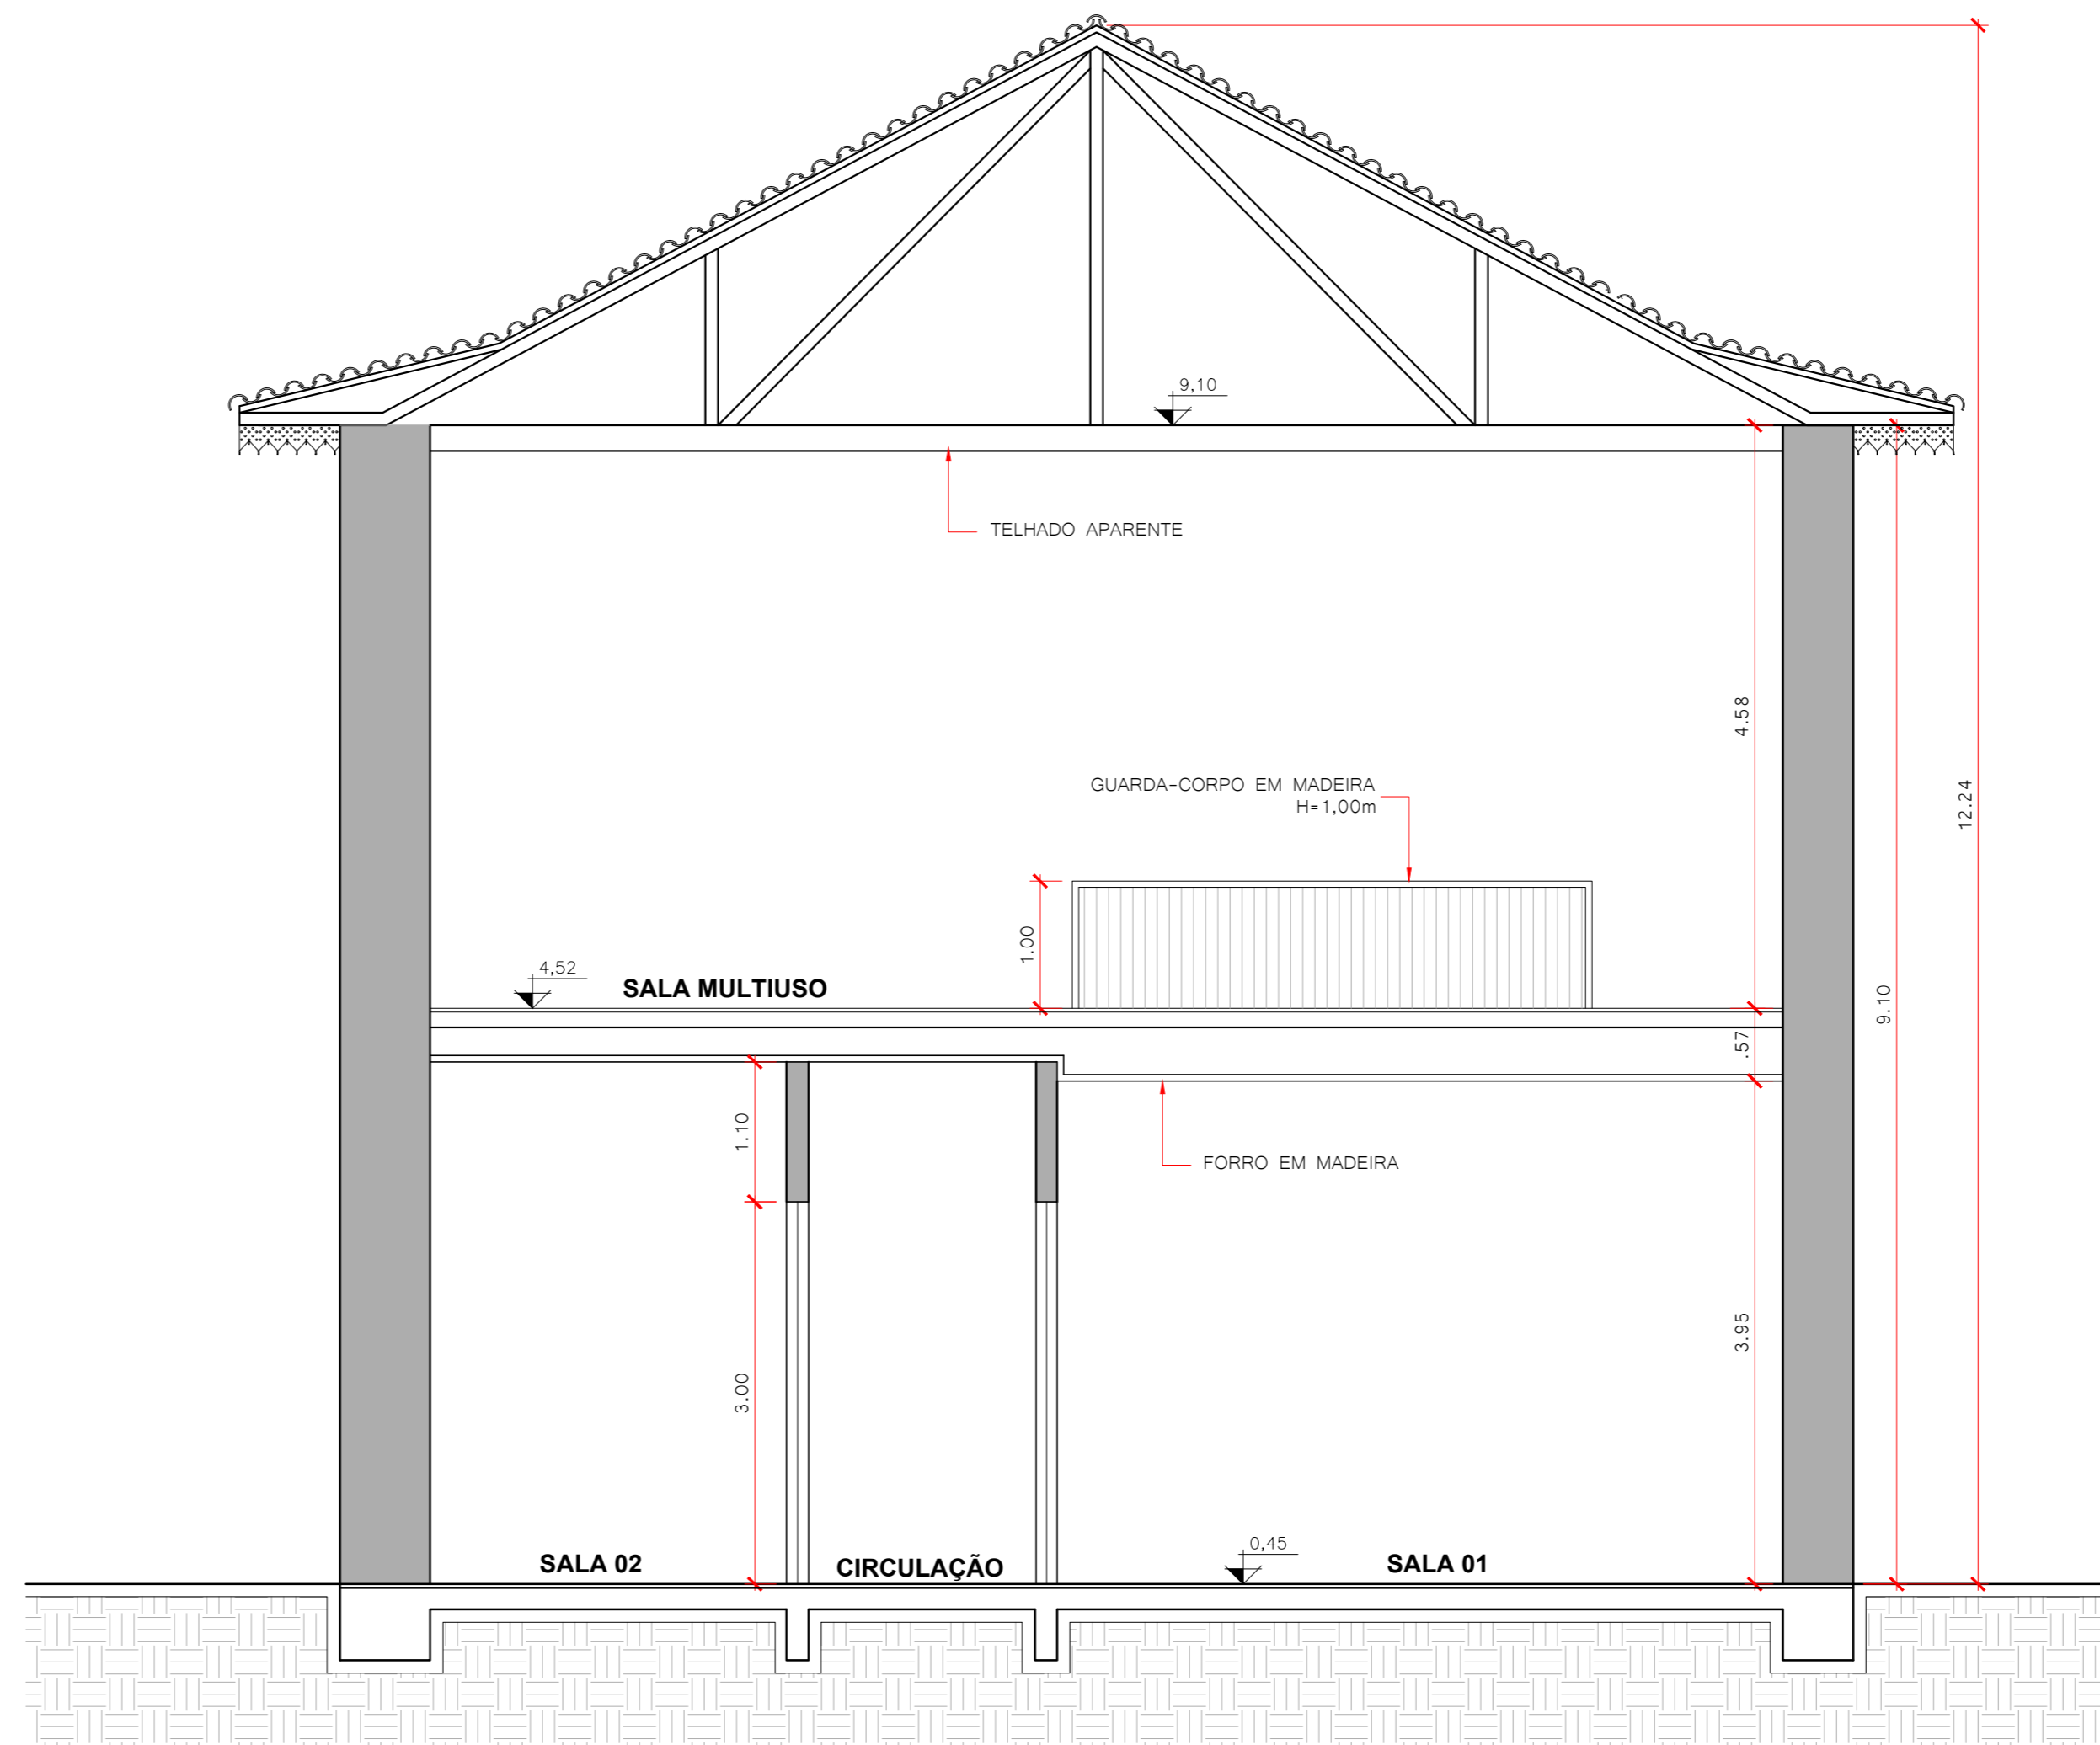 9,10
TELHADO APARENTE
4.58
GUARDA-CORPO EM MADEIRA
H=1,00m
12.24
1.00
4,52
SALA MULTIUSO
9.10
.57
1.10
FORRO EM MADEIRA
3.95
3.00
0,45
SALA 02
CIRCULAÇÃO
SALA 01